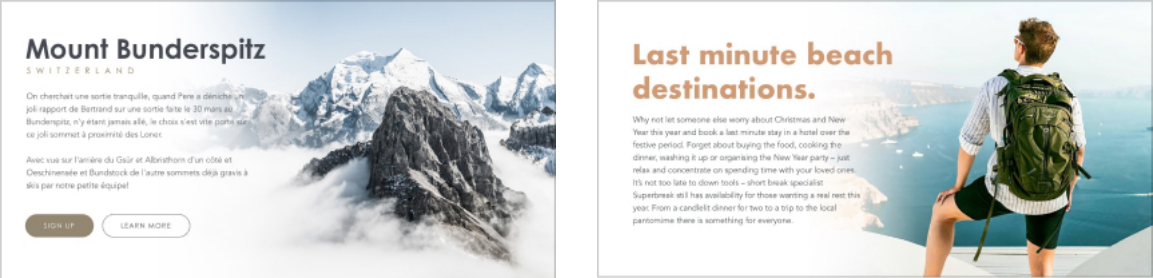 Mount Bunderspitz
SWITZERLAND
On cherchait une sortie tranquille, quand Pere a déniché un
joli rapport de Bertrand sur une sortie faite le 30 mars au
Bunderspitz, n'y étant jamais allé, le choix s'est vite porté sur
ce joli sommet à proximité des Loner.
Avec vue sur l'arrière du Gsür et Albristhorn d'un côté et
Oeschinensée et Bundstock de l'autre sommets déjà gravis à
skis par notre petite équipe!
SIGN UP
LEARN MORE
Last minute beach
destinations.
Why not let someone else worry about Christmas and New
Year this year and book a last minute stay in a hotel over the
festive period. Forget about buying the food, cooking the
dinner, washing it up or organising the New Year party – just
relax and concentrate on spending time with your loved ones.
It's not too late to down tools – short break specialist
Superbreak still has availability for those wanting a real rest this
year. From a candlelit dinner for two to a trip to the local
pantomime there is something for everyone.